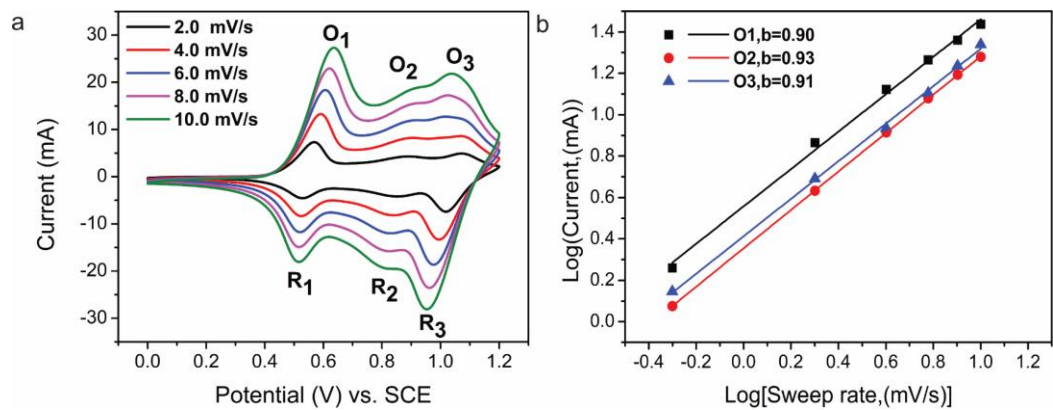 a
2.0 mV/s
4.0 mV/s
6.0 mV/s
8.0 mV/s
10.0 mV/s
O1
O2
O3
R1
R2
R3
30
20
10
0
-10
-20
-30
Current (mA)
0.0 0.2 0.4 0.6 0.8 1.0 1.2
Potential (V) vs. SCE
b
O1,b=0.90
O2,b=0.93
O3,b=0.91
1.4
1.2
1.0
0.8
0.6
0.4
0.2
0.0
Log(Current,(mA))
-0.4 -0.2 0.0 0.2 0.4 0.6 0.8 1.0 1.2
Log[Sweep rate,(mV/s)]